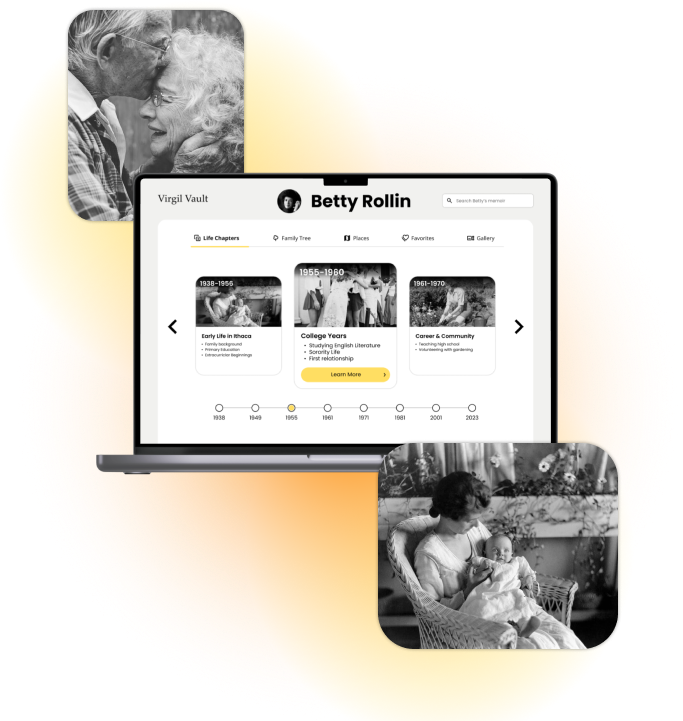 Virgil Vault
Betty Rollin
Search Betty's memoir
Life Chapters
Family Tree
Places
Favorites
Gallery
1938-1956
Early Life in Ithaca
• Family background
• Primary Education
• Extracurricular Beginnings
1955-1960
College Years
• Studying English Literature
• Sorority Life
• First relationship
Learn More
1961-1970
Career & Community
• Teaching high school
• Volunteering with gardening
1938 1949 1955 1961 1971 1981 2001 2023